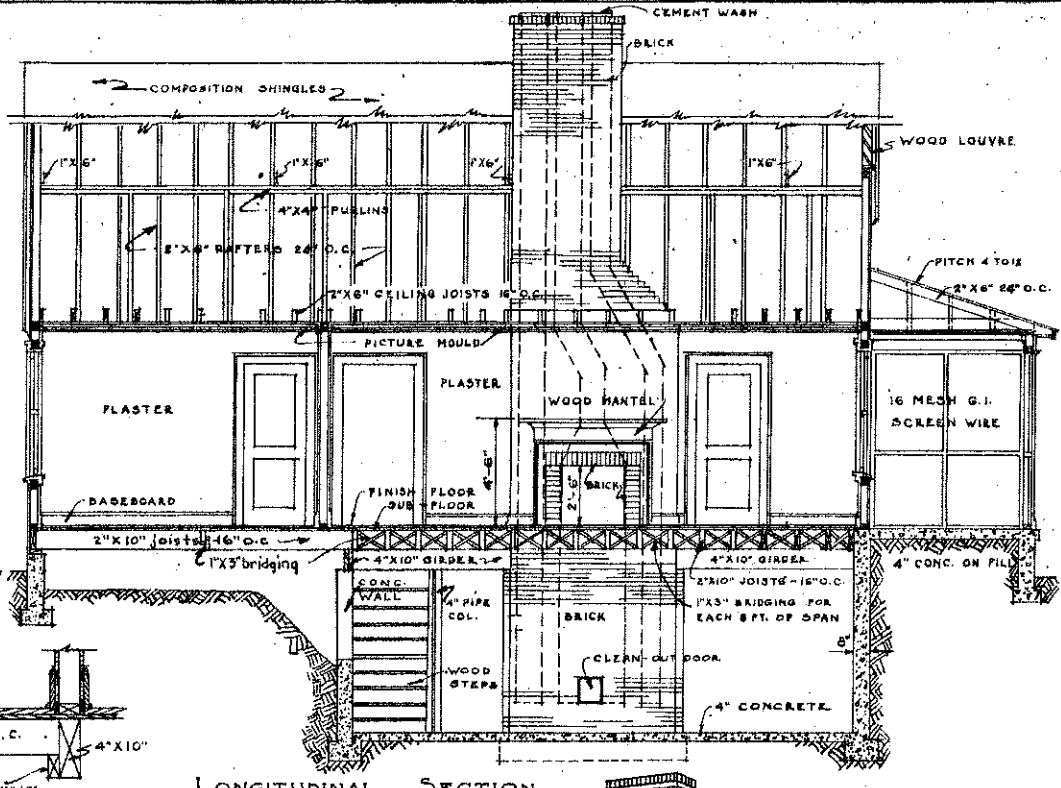 CEMENT WASH
BRICK
COMPOSITION SHINGLES
WOOD LOUVRE
1"X6"
1"X6"
1"X6"
1"X6"
4"X4" PURLINS
2"X6" RAFTERS 24" O.C.
PITCH 4 TO 12
2"X6" 24" O.C.
2"X6" CEILING JOISTS 16" O.C.
PICTURE MOULD
PLASTER
PLASTER
WOOD MANTEL
16 MESH G.I.
SCREEN WIRE
4'-6"
2'-6"
BRICK
BASEBOARD
FINISH FLOOR
SUB-FLOOR
2"X10" Joists - 16" O.C.
1"X3" bridging
4"X10" GIRDER
4"X10" GIRDER
2"X10" JOISTS - 16" O.C.
4" CONC. ON FILL
CONC.
WALL
4" PIPE
COL.
BRICK
1"X3" BRIDGING FOR
EACH 8 FT. OF SPAN
8"
CLEAN-OUT DOOR
WOOD
STEPS
4" CONCRETE
. C.
4"X10"
LONGITUDINAL SECTION